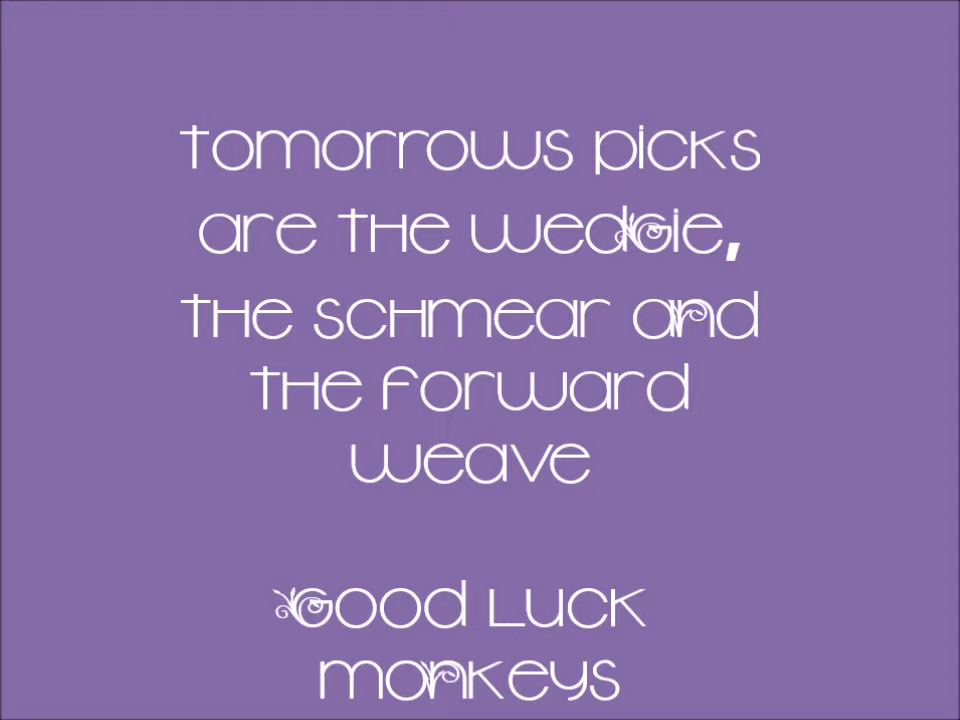 Tomorrows picks
are the wedgie,
the schmear and
the forward
weave
Good luck
monkeys